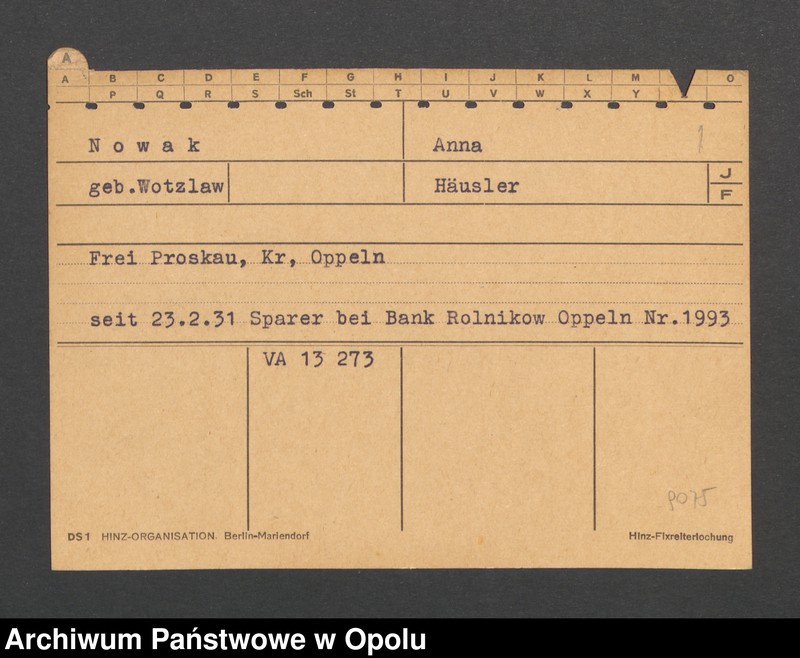 A
A B C D E F G H I J K L M O
P Q R S Sch St T U V W X Y
N o w a k Anna
geb.Wotzlaw Häusler J
F
Frei Proskau, Kr, Oppeln
seit 23.2.31 Sparer bei Bank Rolnikow Oppeln Nr.1993
VA 13 273
9075
DS1 HINZ-ORGANISATION. Berlin-Mariendorf Hinz-Fixreiterlochung
Archiwum Państwowe w Opolu